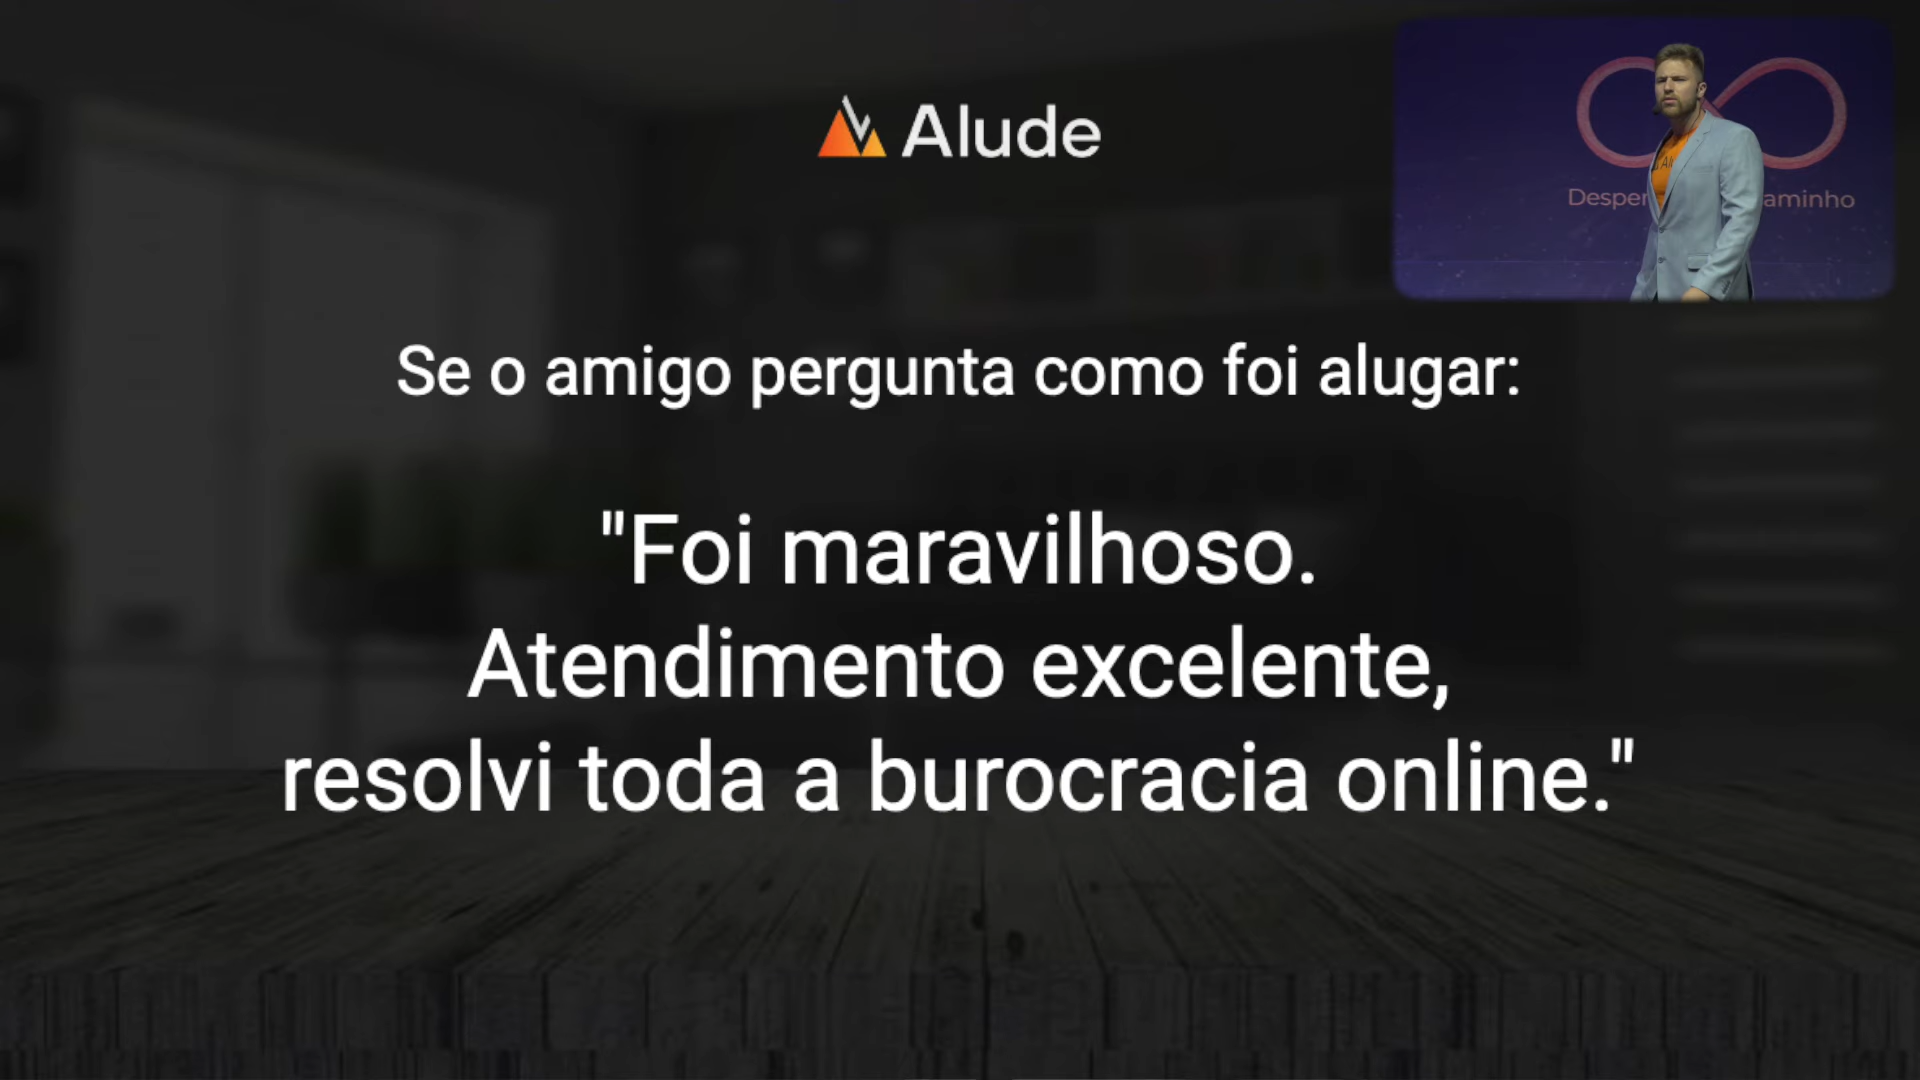 Alude
Se o amigo pergunta como foi alugar:
"Foi maravilhoso.
Atendimento excelente,
resolvi toda a burocracia online."